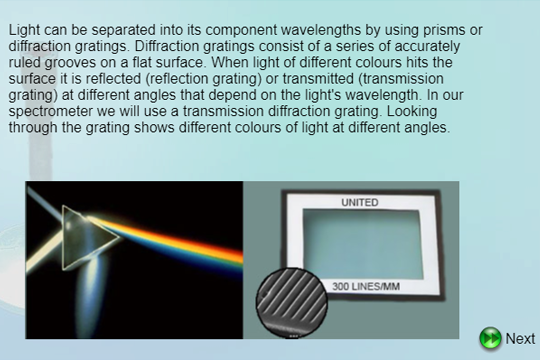 Light can be separated into its component wavelengths by using prisms or
diffraction gratings. Diffraction gratings consist of a series of accurately
ruled grooves on a flat surface. When light of different colours hits the
surface it is reflected (reflection grating) or transmitted (transmission
grating) at different angles that depend on the light's wavelength. In our
spectrometer we will use a transmission diffraction grating. Looking
through the grating shows different colours of light at different angles.
UNITED
300 LINES/MM
Next